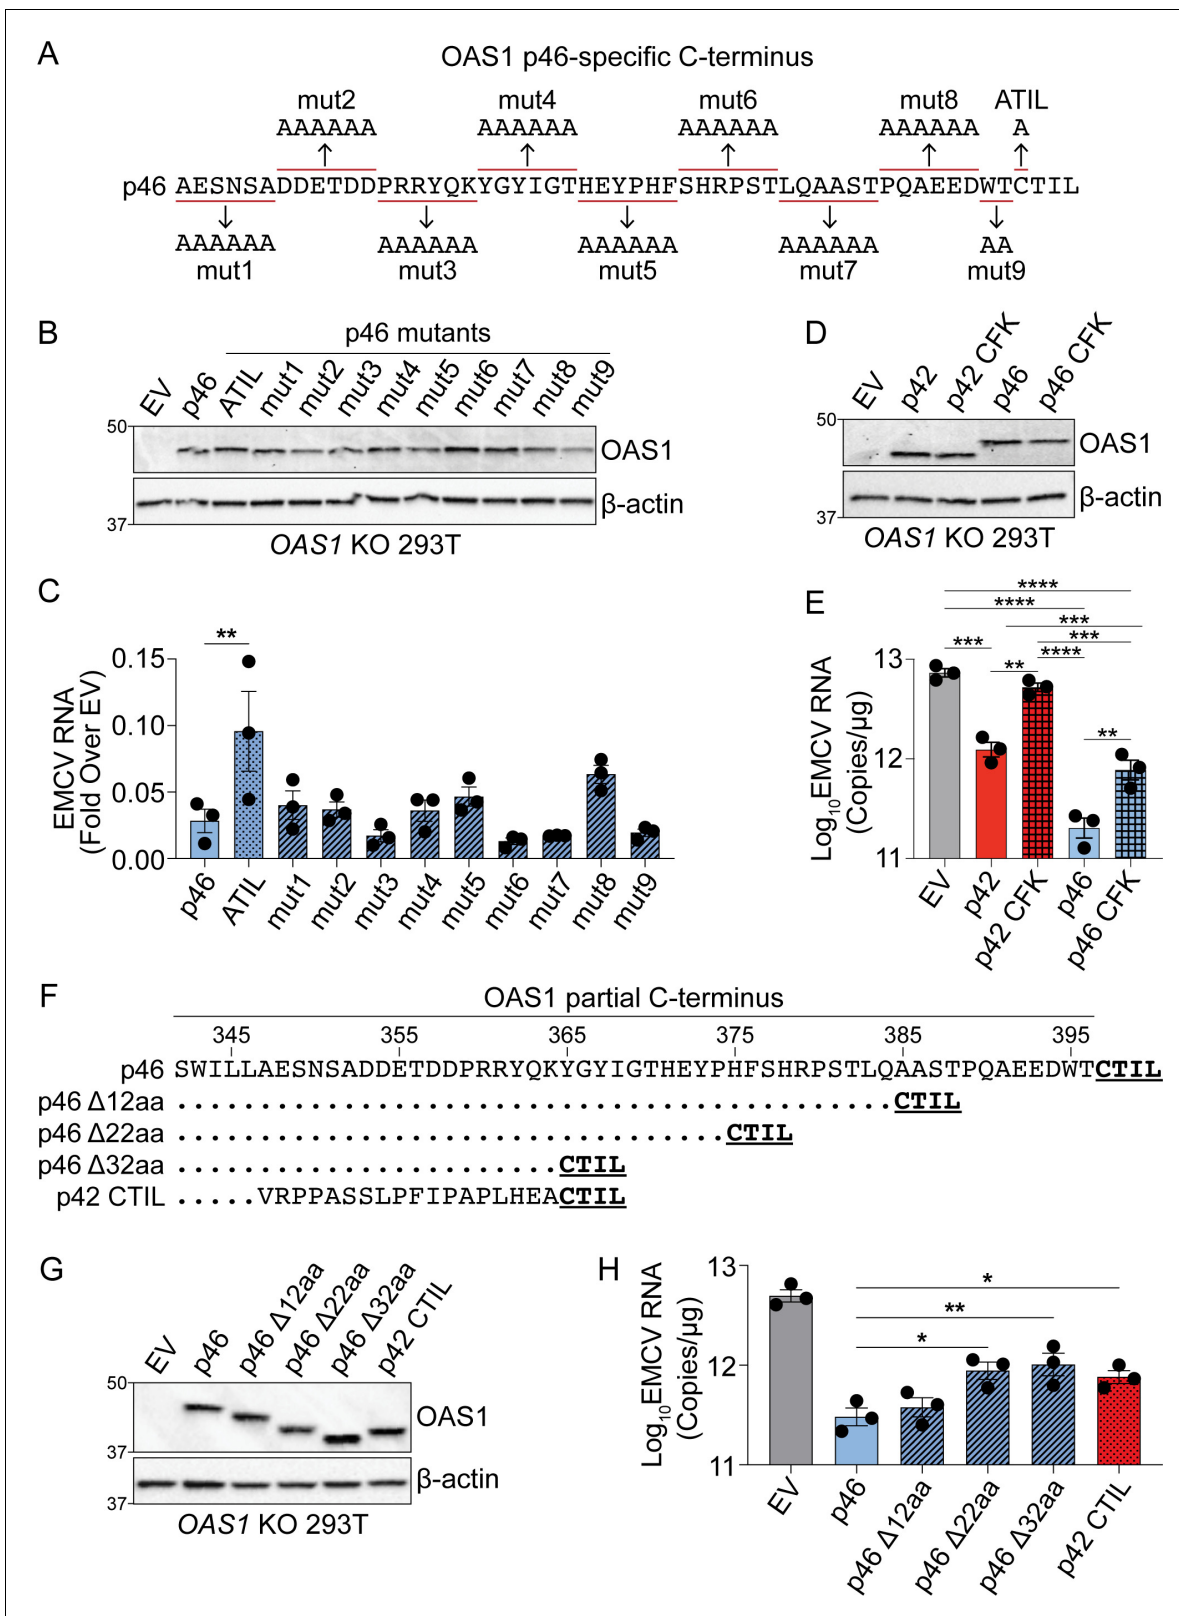 A
OAS1 p46-specific C-terminus
mut2 mut4 mut6 mut8 ATIL
AAAAAA AAAAAA AAAAAA AAAAAA A
p46 AESNSADDETDDPRRYQKYGYIGTHEYPHFSHRPSTLQAASTPQAEEDWTCTIL
AAAAAA AAAAAA AAAAAA AAAAAA AA
mut1 mut3 mut5 mut7 mut9
B
p46 mutants
EV p46 ATIL mut1 mut2 mut3 mut4 mut5 mut6 mut7 mut8 mut9
50
OAS1
β-actin
37
OAS1 KO 293T
D
EV p42 p42 CFK p46 p46 CFK
50
OAS1
β-actin
37
OAS1 KO 293T
C
EMCV RNA
(Fold Over EV)
0.15
0.10
0.05
0.00
**
p46 ATIL mut1 mut2 mut3 mut4 mut5 mut6 mut7 mut8 mut9
E
Log10EMCV RNA
(Copies/µg)
13
12
11
****
****
***
***
***
****
**
**
EV p42 p42 CFK p46 p46 CFK
F
OAS1 partial C-terminus
345 355 365 375 385 395
p46 SWILLAESNSADDETDDPRRYQKYGYIGTHEYPHFSHRPSTLQAASTPQAEEDWTCTIL
p46 Δ12aa ...........................................CTIL
p46 Δ22aa .................................CTIL
p46 Δ32aa .......................CTIL
p42 CTIL .....VRPPASSLPFIPAPLHEACTIL
G
EV p46 p46 Δ12aa p46 Δ22aa p46 Δ32aa p42 CTIL
50
OAS1
37
β-actin
37
OAS1 KO 293T
H
Log10EMCV RNA
(Copies/µg)
13
12
11
*
**
*
EV p46 p46 Δ12aa p46 Δ22aa p46 Δ32aa p42 CTIL